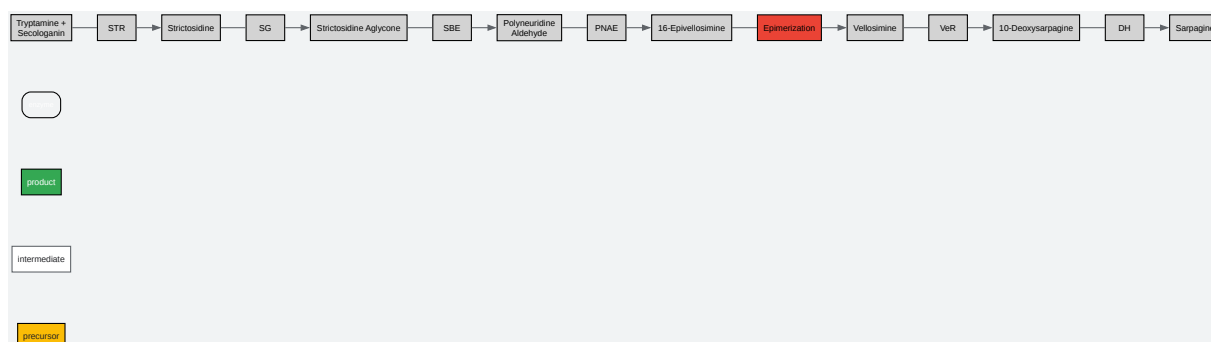 Tryptamine +
Secologanin
STR
Strictosidine
SG
Strictosidine Aglycone
SBE
Polyneuridine
Aldehyde
PNAE
16-Epivellosimine
Epimerization
Vellosimine
VeR
10-Deoxysarpagine
DH
Sarpagine
product
intermediate
precursor